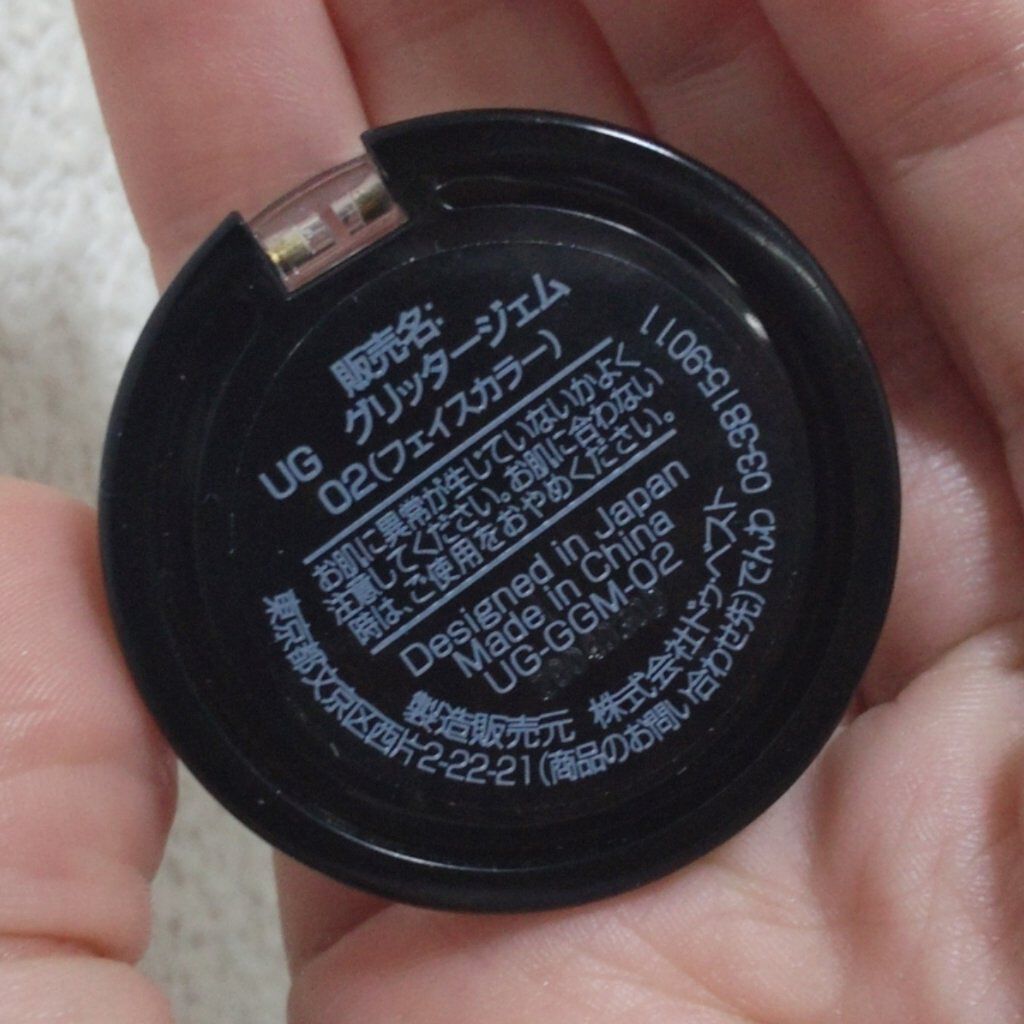 販売名:
UG グリッタージェム
02(フェイスカラー)
お肌に異常が生じていないかよく
注意してください。お肌に合わない
時は、ご使用をおやめください。
Designed in Japan
Made in China
UG-GGM-02
製造販売元 株式会社ドゥ・ベスト
東京都文京区西片2-22-21(商品のお問い合わせ先)でんわ 03-3815-9011